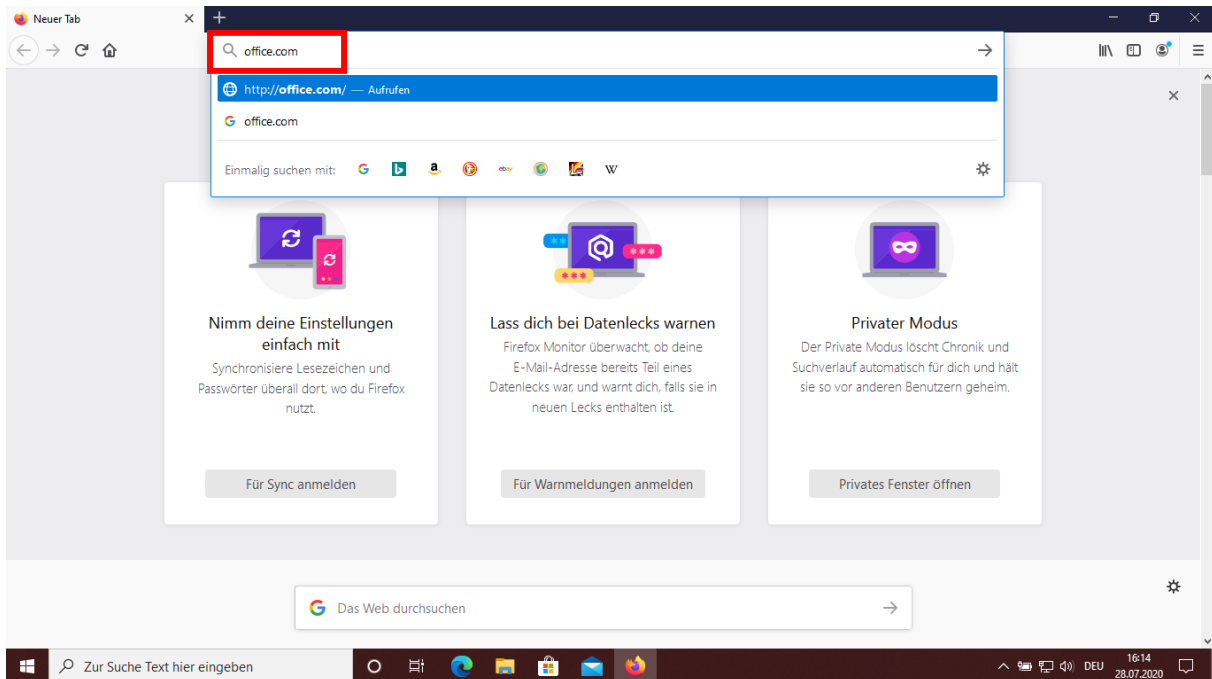 Neuer Tab
office.com
http://office.com/ — Aufrufen
office.com
Einmalig suchen mit:
Nimm deine Einstellungen
einfach mit
Synchronisiere Lesezeichen und
Passwörter überall dort, wo du Firefox
nutzt.
Für Sync anmelden
Lass dich bei Datenlecks warnen
Firefox Monitor überwacht, ob deine
E-Mail-Adresse bereits Teil eines
Datenlecks war, und warnt dich, falls sie in
neuen Lecks enthalten ist.
Für Warnmeldungen anmelden
Privater Modus
Der Private Modus löscht Chronik und
Suchverlauf automatisch für dich und hält
sie so vor anderen Benutzern geheim.
Privates Fenster öffnen
Das Web durchsuchen
Zur Suche Text hier eingeben
DEU
16:14
28.07.2020